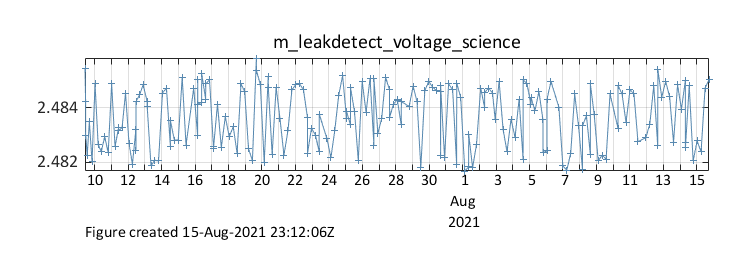 m_leakdetect_voltage_science
2.484
2.482
10 12 14 16 18 20 22 24 26 28 30 1 3 5 7 9 11 13 15
Aug
2021
Figure created 15-Aug-2021 23:12:06Z